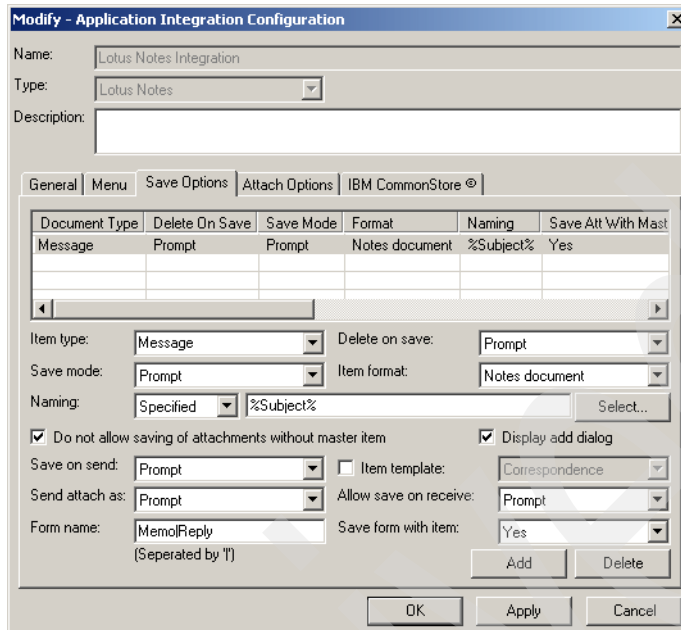 Modify - Application Integration Configuration
Name: Lotus Notes Integration
Type: Lotus Notes
Description:
General Menu Save Options Attach Options IBM CommonStore ©
Document Type Delete On Save Save Mode Format Naming Save Att With Mast
Message Prompt Prompt Notes document %Subject% Yes
Item type: Message Delete on save: Prompt
Save mode: Prompt Item format: Notes document
Naming: Specified %Subject% Select...
Do not allow saving of attachments without master item Display add dialog
Save on send: Prompt Item template: Correspondence
Send attach as: Prompt Allow save on receive: Prompt
Form name: Memo|Reply Save form with item: Yes
(Seperated by '|')
Add Delete
OK Apply Cancel